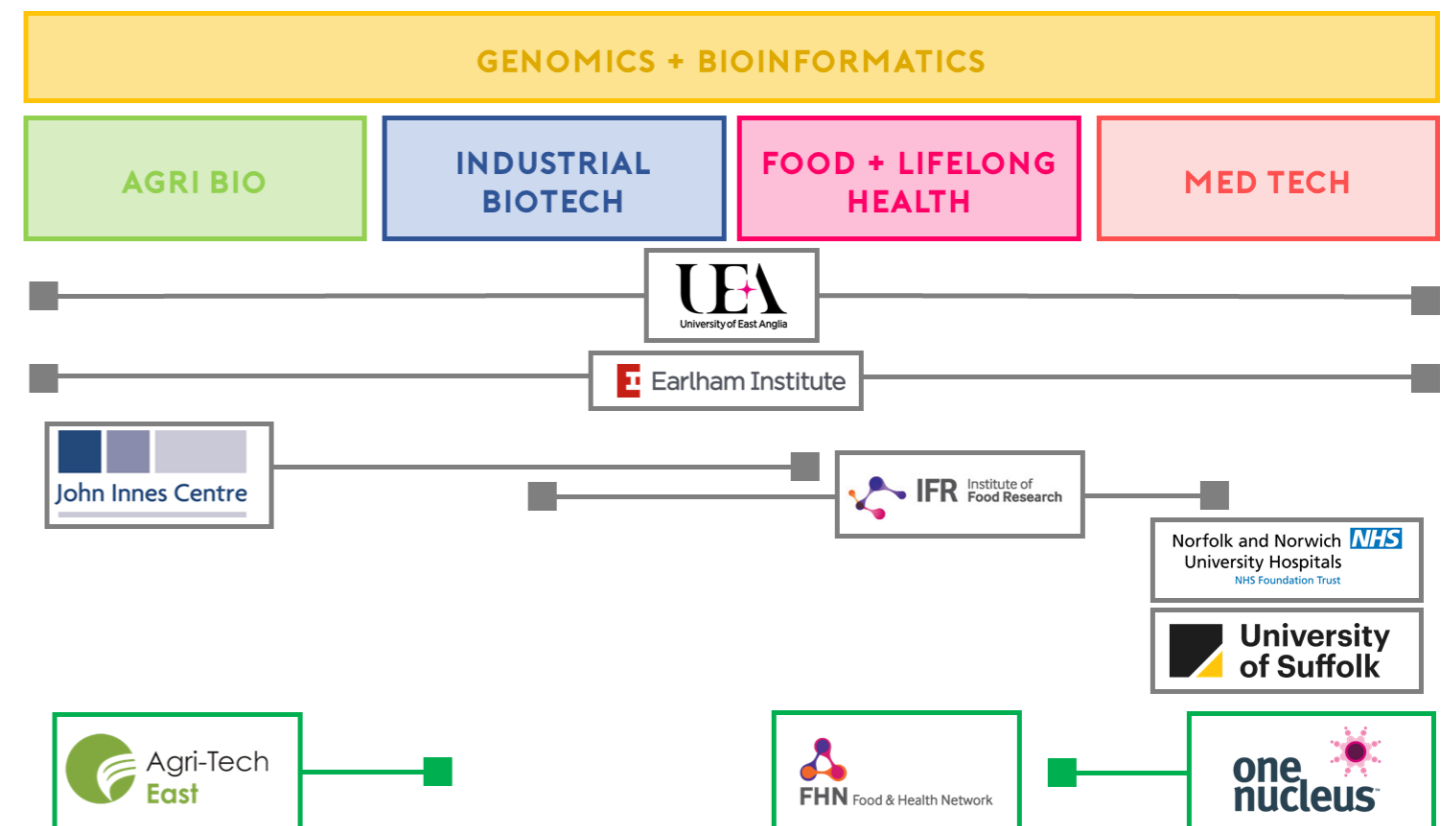 GENOMICS + BIOINFORMATICS
AGRI BIO
INDUSTRIAL
BIOTECH
FOOD + LIFELONG
HEALTH
MED TECH
UEA
University of East Anglia
EI Earlham Institute
John Innes Centre
IFR Institute of
Food Research
Norfolk and Norwich NHS
University Hospitals
NHS Foundation Trust
University
of Suffolk
Agri-Tech
East
FHN Food & Health Network
one
nucleus™